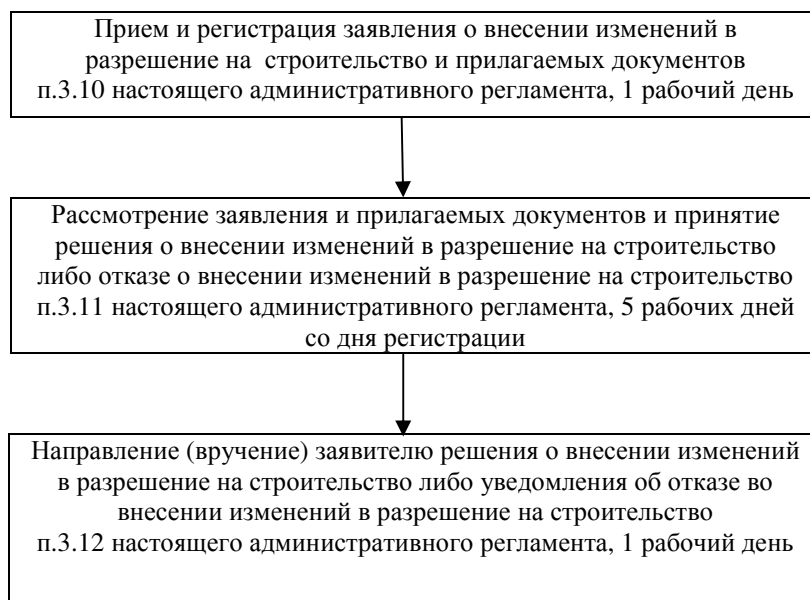 Прием и регистрация заявления о внесении изменений в
разрешение на строительство и прилагаемых документов
п.3.10 настоящего административного регламента, 1 рабочий день
Рассмотрение заявления и прилагаемых документов и принятие
решения о внесении изменений в разрешение на строительство
либо отказе о внесении изменений в разрешение на строительство
п.3.11 настоящего административного регламента, 5 рабочих дней
со дня регистрации
Направление (вручение) заявителю решения о внесении изменений
в разрешение на строительство либо уведомления об отказе во
внесении изменений в разрешение на строительство
п.3.12 настоящего административного регламента, 1 рабочий день